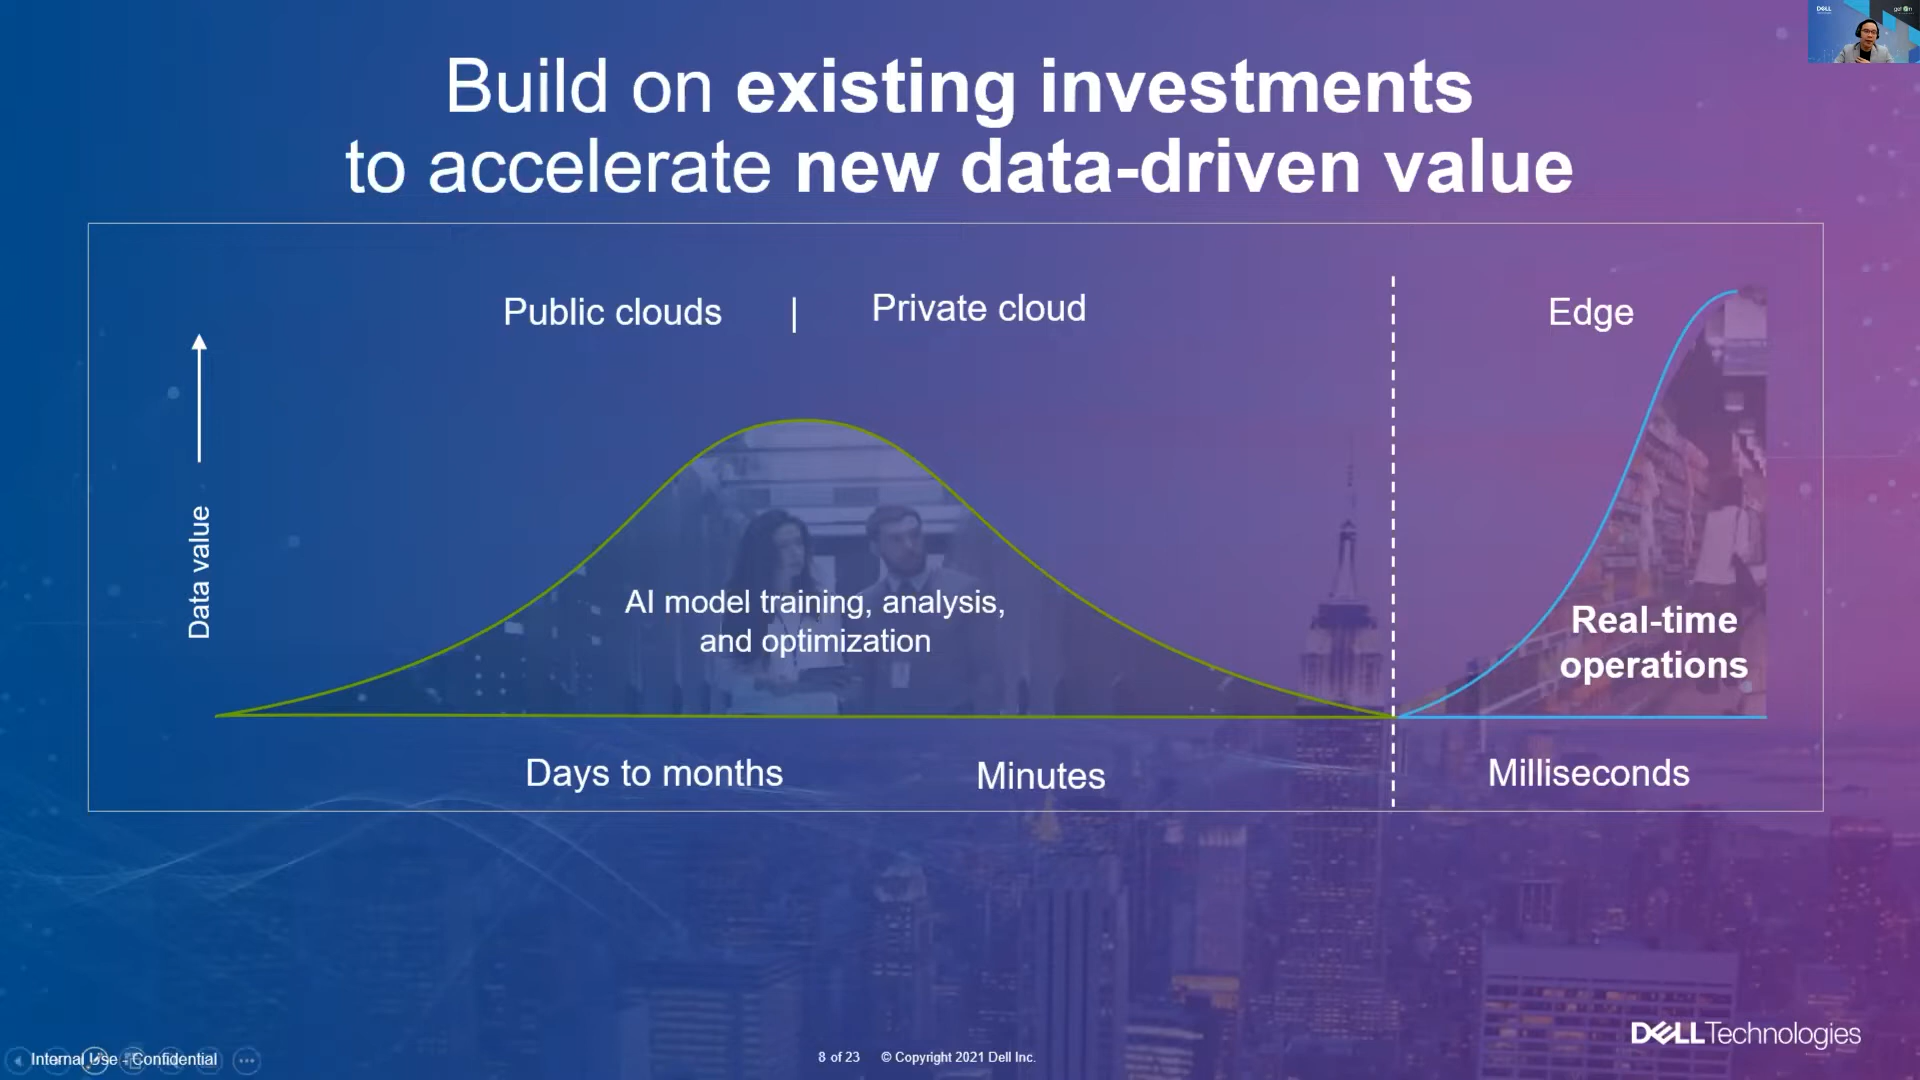 Build on existing investments
to accelerate new data-driven value
Public clouds | Private cloud
Edge
Data value
AI model training, analysis,
and optimization
Real-time
operations
Days to months
Minutes
Milliseconds
Internal Use - Confidential
8 of 23
© Copyright 2021 Dell Inc.
DELL Technologies
DELL